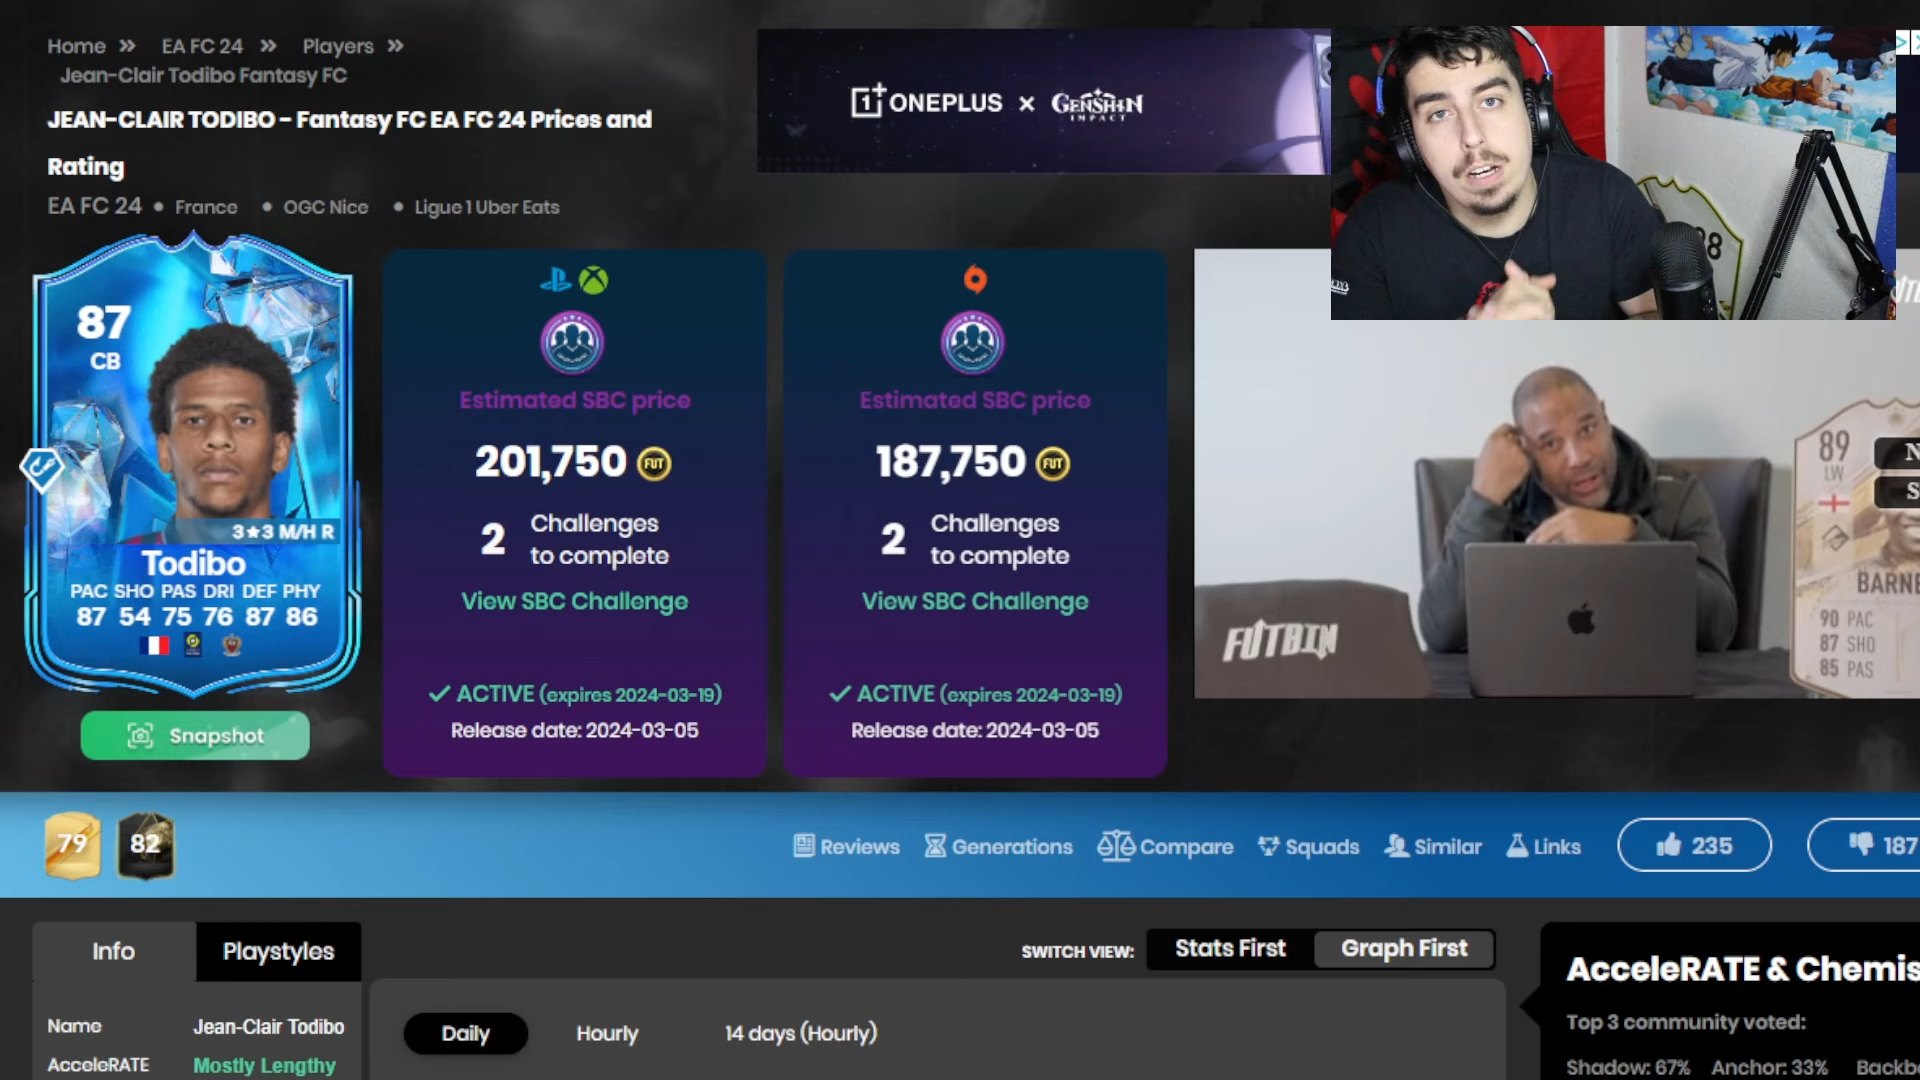 Home » EA FC 24 » Players »
Jean-Clair Todibo Fantasy FC
JEAN-CLAIR TODIBO - Fantasy FC EA FC 24 Prices and
Rating
EA FC 24 • France • OGC Nice • Ligue 1 Uber Eats
1+ ONEPLUS × GENSHIN
IMPACT
88
87
CB
3★3 M/H R
Todibo
PAC SHO PAS DRI DEF PHY
87 54 75 76 87 86
Snapshot
Estimated SBC price
201,750 FUT
2 Challenges
to complete
View SBC Challenge
✓ ACTIVE (expires 2024-03-19)
Release date: 2024-03-05
Estimated SBC price
187,750 FUT
2 Challenges
to complete
View SBC Challenge
✓ ACTIVE (expires 2024-03-19)
Release date: 2024-03-05
FUTBIN
89
LW
N
S
BARNE
90 PAC
87 SHO
85 PAS
79 82
Reviews Generations Compare Squads Similar Links 235 187
Info Playstyles
SWITCH VIEW: Stats First Graph First
Name Jean-Clair Todibo
AcceleRATE Mostly Lengthy
Daily Hourly 14 days (Hourly)
AcceleRATE & Chemis
Top 3 community voted:
Shadow: 67% Anchor: 33% Backb